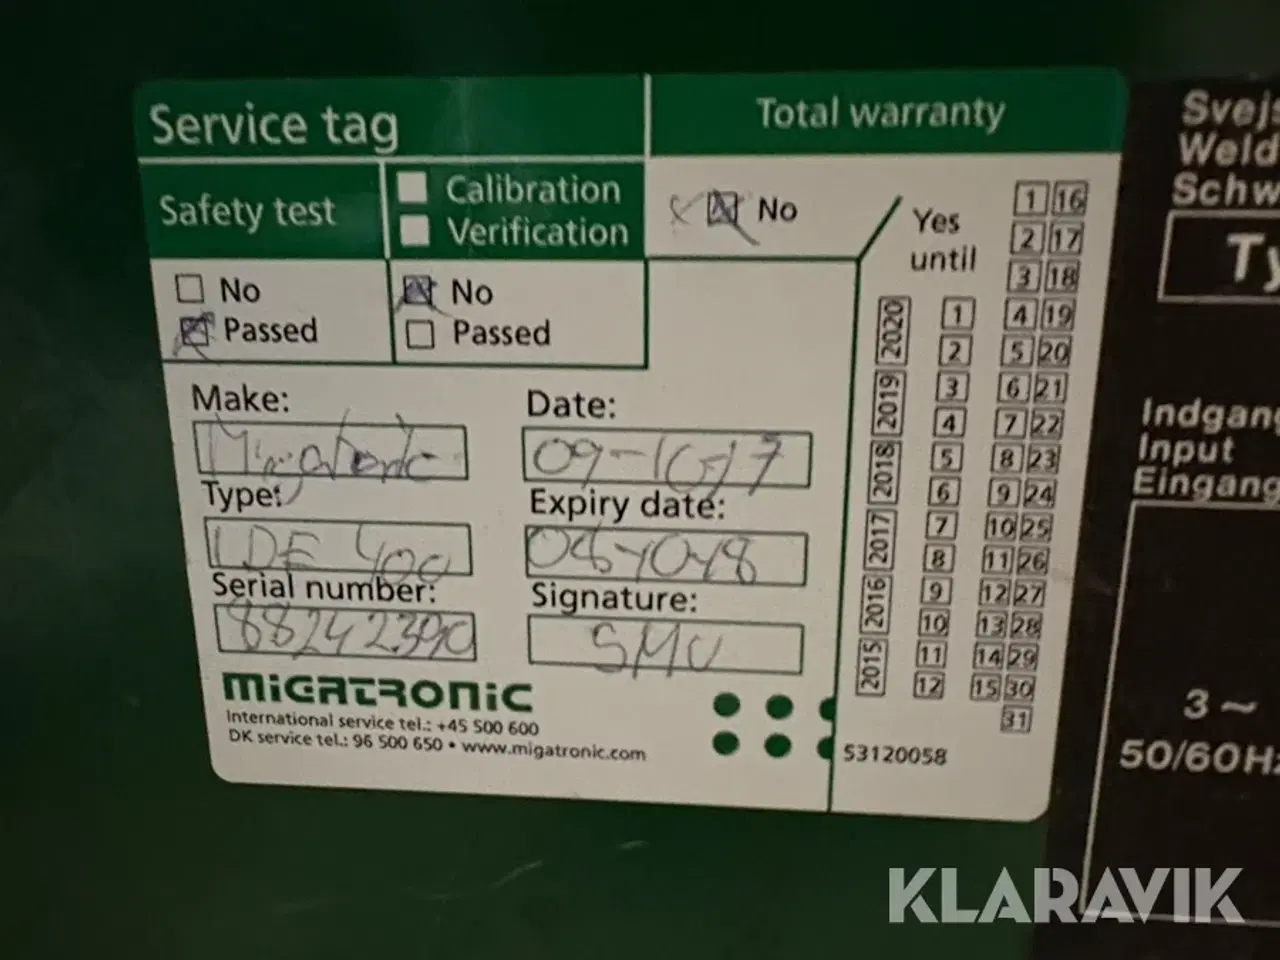 Service tag
Total warranty
Safety test
Calibration
Verification
No
Passed
No
Passed
No
Yes
until
2020
2019
2018
2017
2016
2015
1
2
3
4
5
6
7
8
9
10
11
12
1 16
2 17
3 18
4 19
5 20
6 21
7 22
8 23
9 24
10 25
11 26
12 27
13 28
14 29
15 30
31
Make:
Migatronic
Type:
LDE 400
Serial number:
88242390
Date:
09-10-17
Expiry date:
Signature:
SMU
MIGATRONIC
International service tel.: +45 500 600
DK service tel.: 96 500 650 • www.migatronic.com
53120058
Svejs
Weld
Schw
Ty
Indgang
Input
Eingang
3 ~
50/60Hz
KLARAVIK